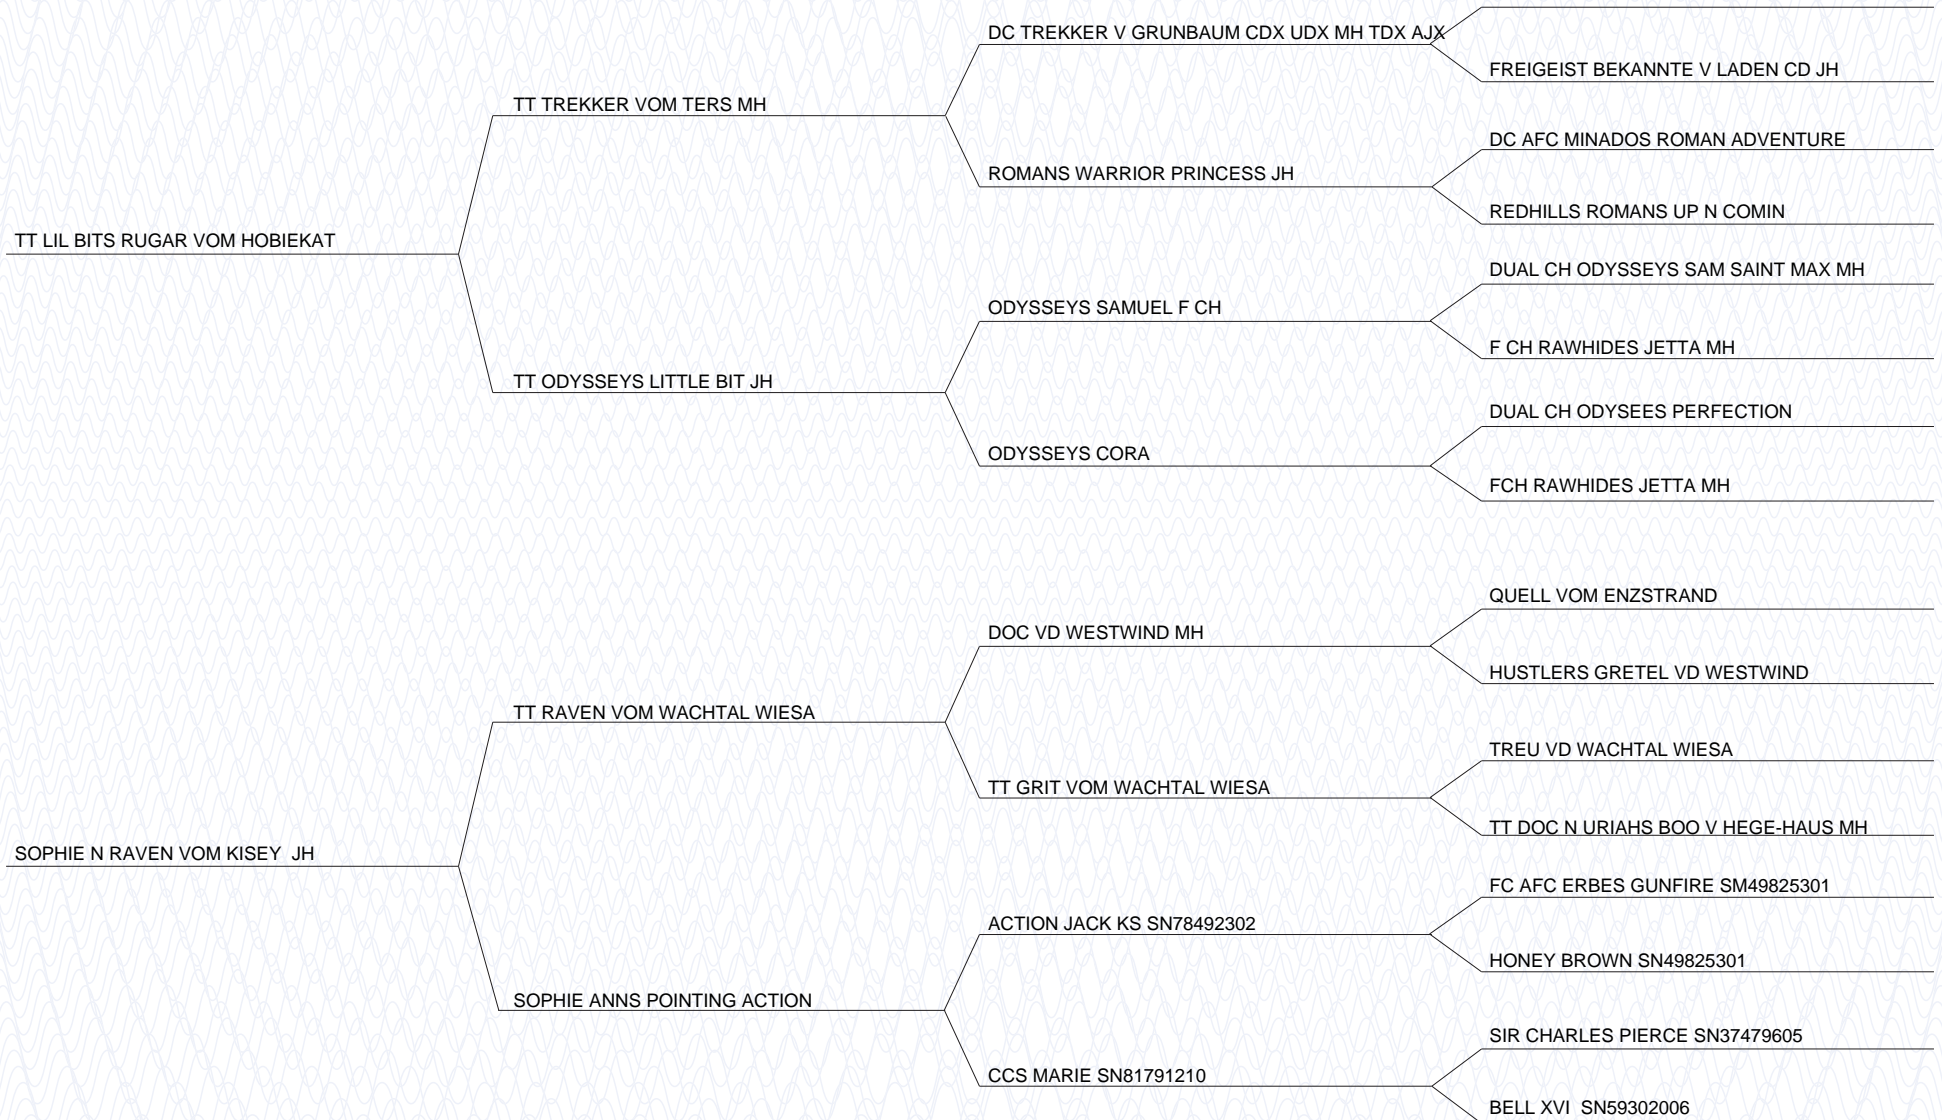 DC TREKKER V GRUNBAUM CDX UDX MH TDX AJX
FREIGEIST BEKANNTE V LADEN CD JH
TT TREKKER VOM TERS MH
DC AFC MINADOS ROMAN ADVENTURE
ROMANS WARRIOR PRINCESS JH
REDHILLS ROMANS UP N COMIN
TT LIL BITS RUGAR VOM HOBIEKAT
DUAL CH ODYSSEYS SAM SAINT MAX MH
ODYSSEYS SAMUEL F CH
F CH RAWHIDES JETTA MH
TT ODYSSEYS LITTLE BIT JH
DUAL CH ODYSEES PERFECTION
ODYSSEYS CORA
FCH RAWHIDES JETTA MH
QUELL VOM ENZSTRAND
DOC VD WESTWIND MH
HUSTLERS GRETEL VD WESTWIND
TT RAVEN VOM WACHTAL WIESA
TREU VD WACHTAL WIESA
TT GRIT VOM WACHTAL WIESA
TT DOC N URIAHS BOO V HEGE-HAUS MH
SOPHIE N RAVEN VOM KISEY  JH
FC AFC ERBES GUNFIRE SM49825301
ACTION JACK KS SN78492302
HONEY BROWN SN49825301
SOPHIE ANNS POINTING ACTION
SIR CHARLES PIERCE SN37479605
CCS MARIE SN81791210
BELL XVI  SN59302006